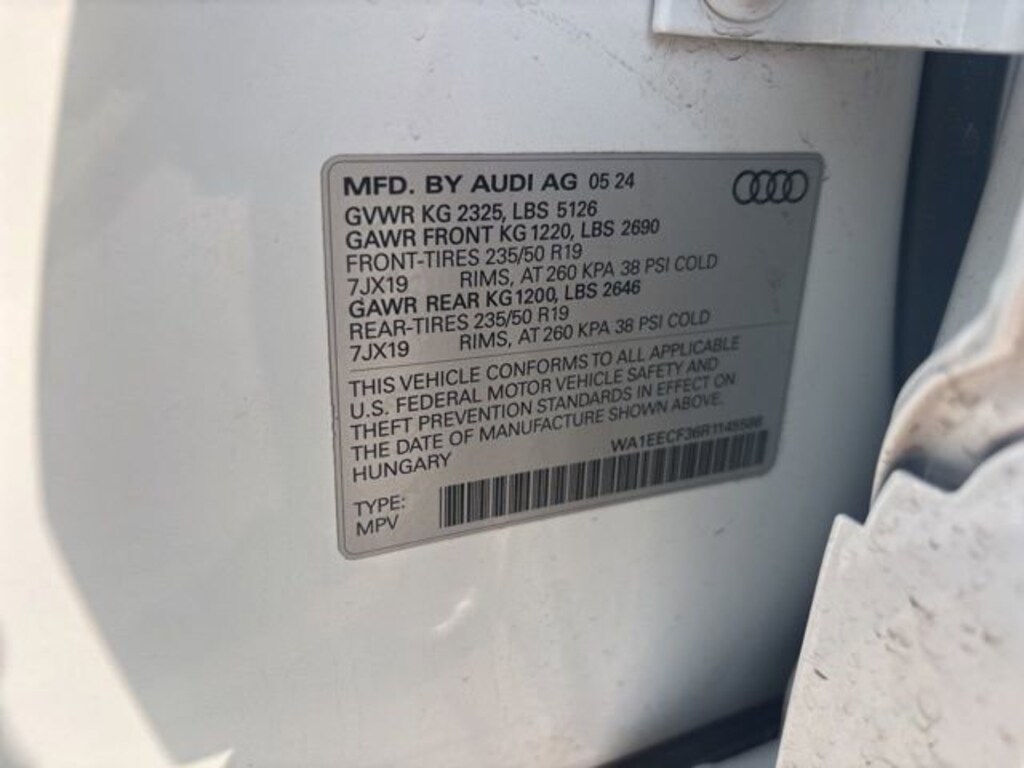 MFD. BY AUDI AG 05 24
GVWR KG 2325, LBS 5126
GAWR FRONT KG 1220, LBS 2690
FRONT-TIRES 235/50 R19
7JX19 RIMS, AT 260 KPA 38 PSI COLD
GAWR REAR KG 1200, LBS 2646
REAR-TIRES 235/50 R19
7JX19 RIMS, AT 260 KPA 38 PSI COLD
THIS VEHICLE CONFORMS TO ALL APPLICABLE
U.S. FEDERAL MOTOR VEHICLE SAFETY AND
THEFT PREVENTION STANDARDS IN EFFECT ON
THE DATE OF MANUFACTURE SHOWN ABOVE.
HUNGARY
WA1EECF36R1145586
TYPE:
MPV